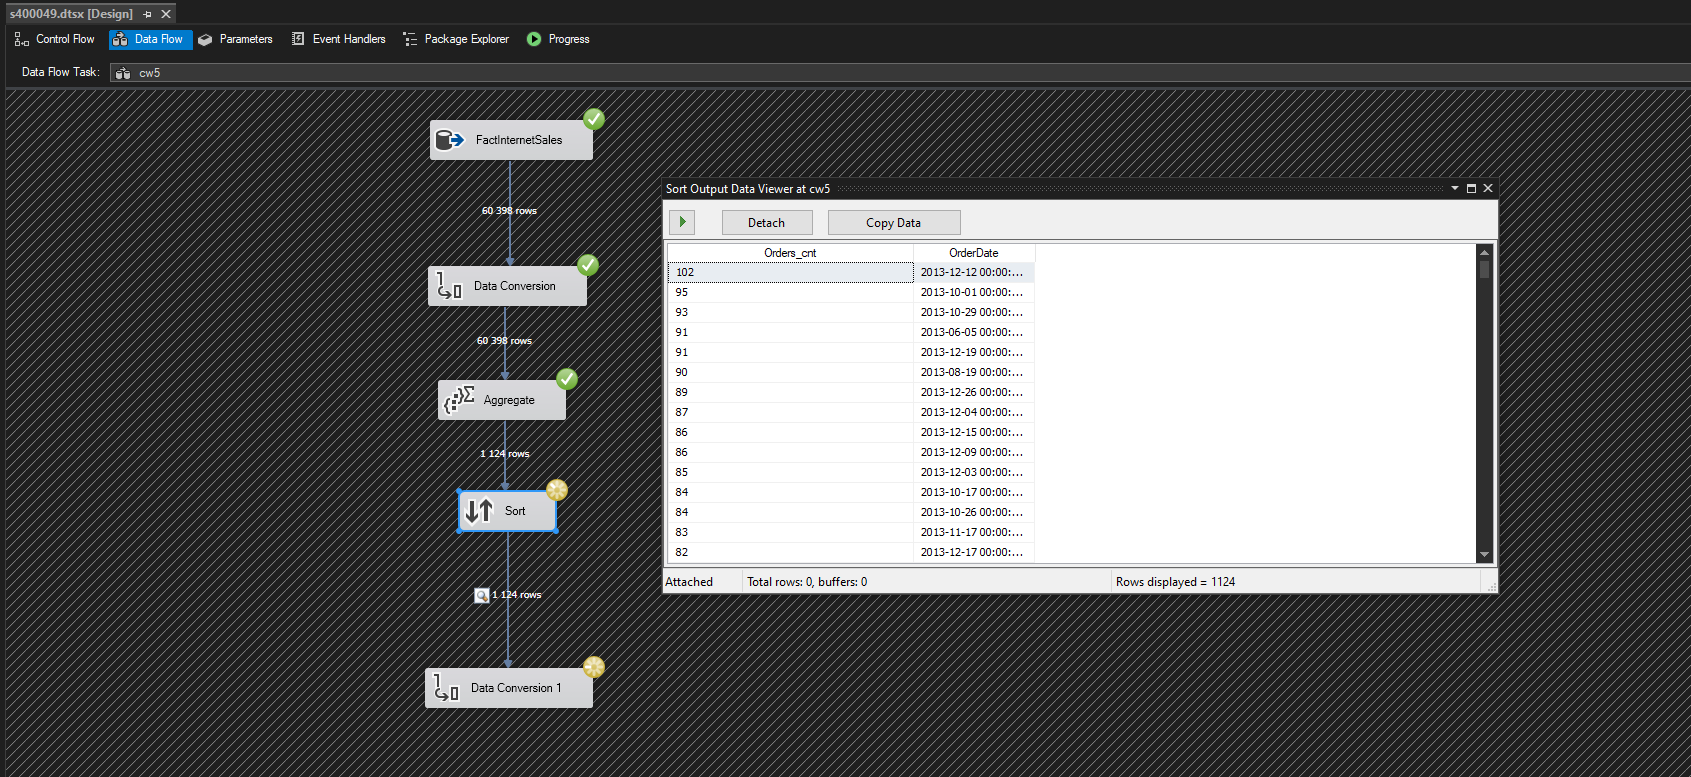 s400049.dtsx [Design]
Control Flow Data Flow Parameters Event Handlers Package Explorer Progress
Data Flow Task: cw5
FactInternetSales
60 398 rows
Data Conversion
60 398 rows
Aggregate
1 124 rows
Sort
1 124 rows
Data Conversion 1
Sort Output Data Viewer at cw5
Detach Copy Data
Orders_cnt OrderDate
102 2013-12-12 00:00:...
95 2013-10-01 00:00:...
93 2013-10-29 00:00:...
91 2013-06-05 00:00:...
91 2013-12-19 00:00:...
90 2013-08-19 00:00:...
89 2013-12-26 00:00:...
87 2013-12-04 00:00:...
86 2013-12-15 00:00:...
86 2013-12-09 00:00:...
85 2013-12-03 00:00:...
84 2013-10-17 00:00:...
84 2013-10-26 00:00:...
83 2013-11-17 00:00:...
82 2013-12-17 00:00:...
Attached Total rows: 0, buffers: 0 Rows displayed = 1124